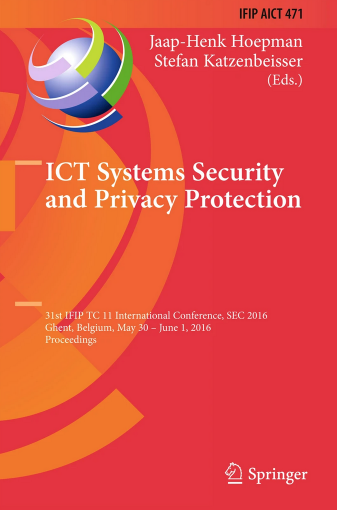 IFIP AICT 471
Jaap-Henk Hoepman
Stefan Katzenbeisser
(Eds.)
ICT Systems Security
and Privacy Protection
31st IFIP TC 11 International Conference, SEC 2016
Ghent, Belgium, May 30 – June 1, 2016
Proceedings
Springer